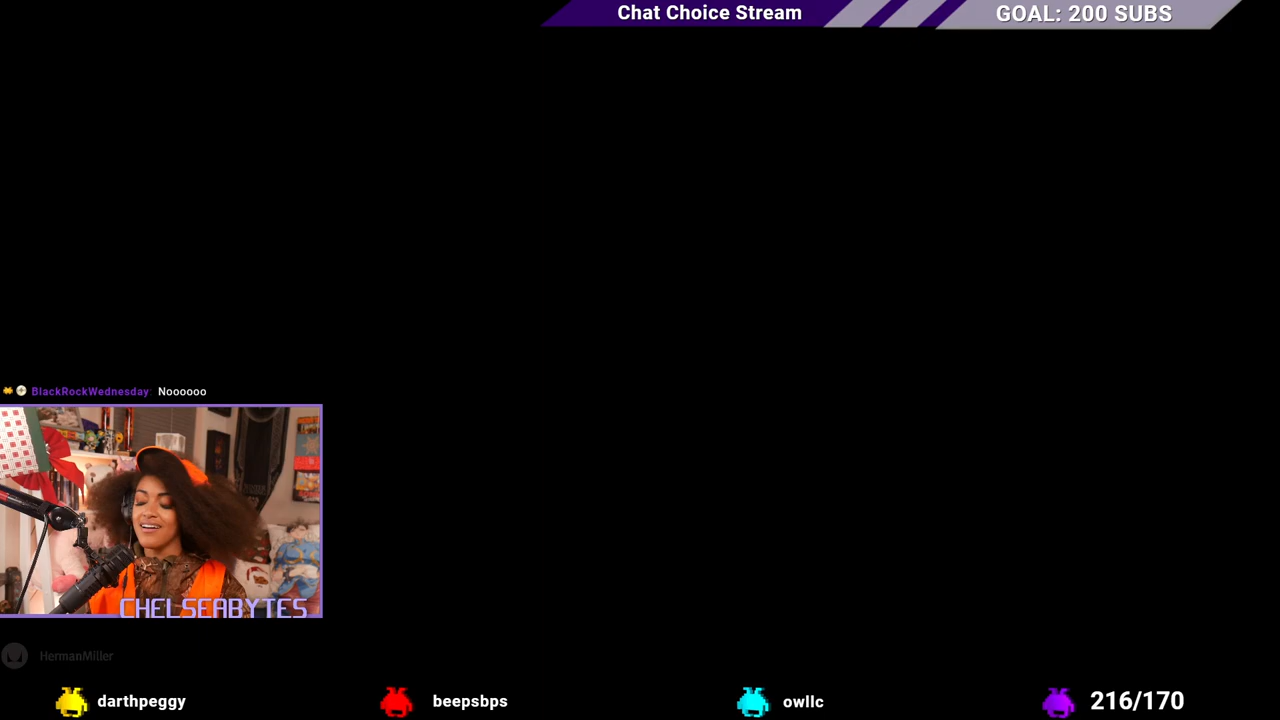 Chat Choice Stream
GOAL: 200 SUBS
BlackRockWednesday Noooooo
CHELSEABYTES
HermanMiller
darthpeggy
beepsbps
owllc
216/170